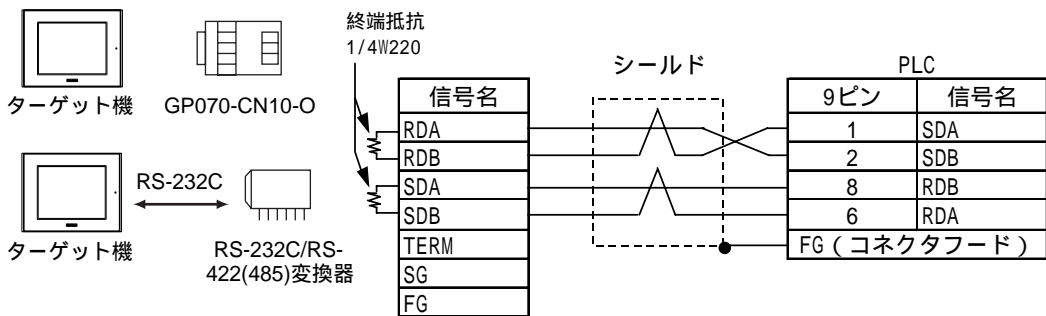 終端抵抗
1/4W220
ターゲット機
GP070-CN10-O
RS-232C
ターゲット機
RS-232C/RS-
422(485)変換器
信号名
RDA
RDB
SDA
SDB
TERM
SG
FG
シールド
PLC
9ピン 信号名
1 SDA
2 SDB
8 RDB
6 RDA
FG(コネクタフード)